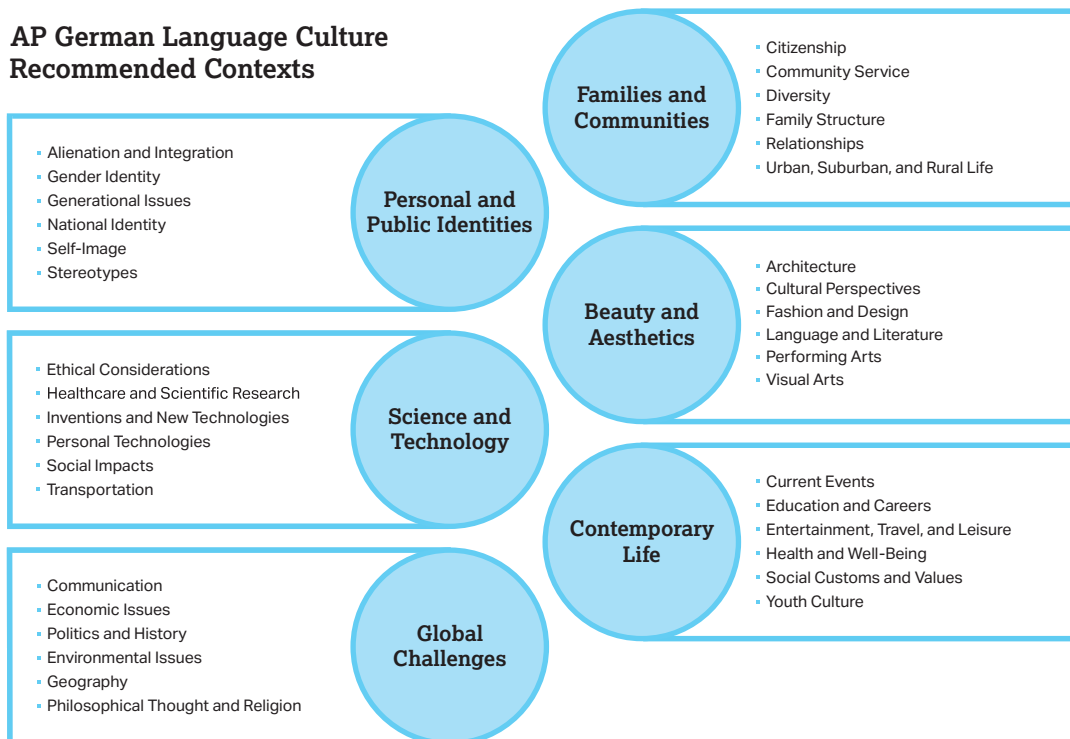 AP German Language Culture
Recommended Contexts
Families and
Communities
Citizenship
Community Service
Diversity
Family Structure
Relationships
Urban, Suburban, and Rural Life
Alienation and Integration
Gender Identity
Generational Issues
National Identity
Self-Image
Stereotypes
Personal and
Public Identities
Beauty and
Aesthetics
Architecture
Cultural Perspectives
Fashion and Design
Language and Literature
Performing Arts
Visual Arts
Ethical Considerations
Healthcare and Scientific Research
Inventions and New Technologies
Personal Technologies
Social Impacts
Transportation
Science and
Technology
Contemporary
Life
Current Events
Education and Careers
Entertainment, Travel, and Leisure
Health and Well-Being
Social Customs and Values
Youth Culture
Communication
Economic Issues
Politics and History
Environmental Issues
Geography
Philosophical Thought and Religion
Global
Challenges